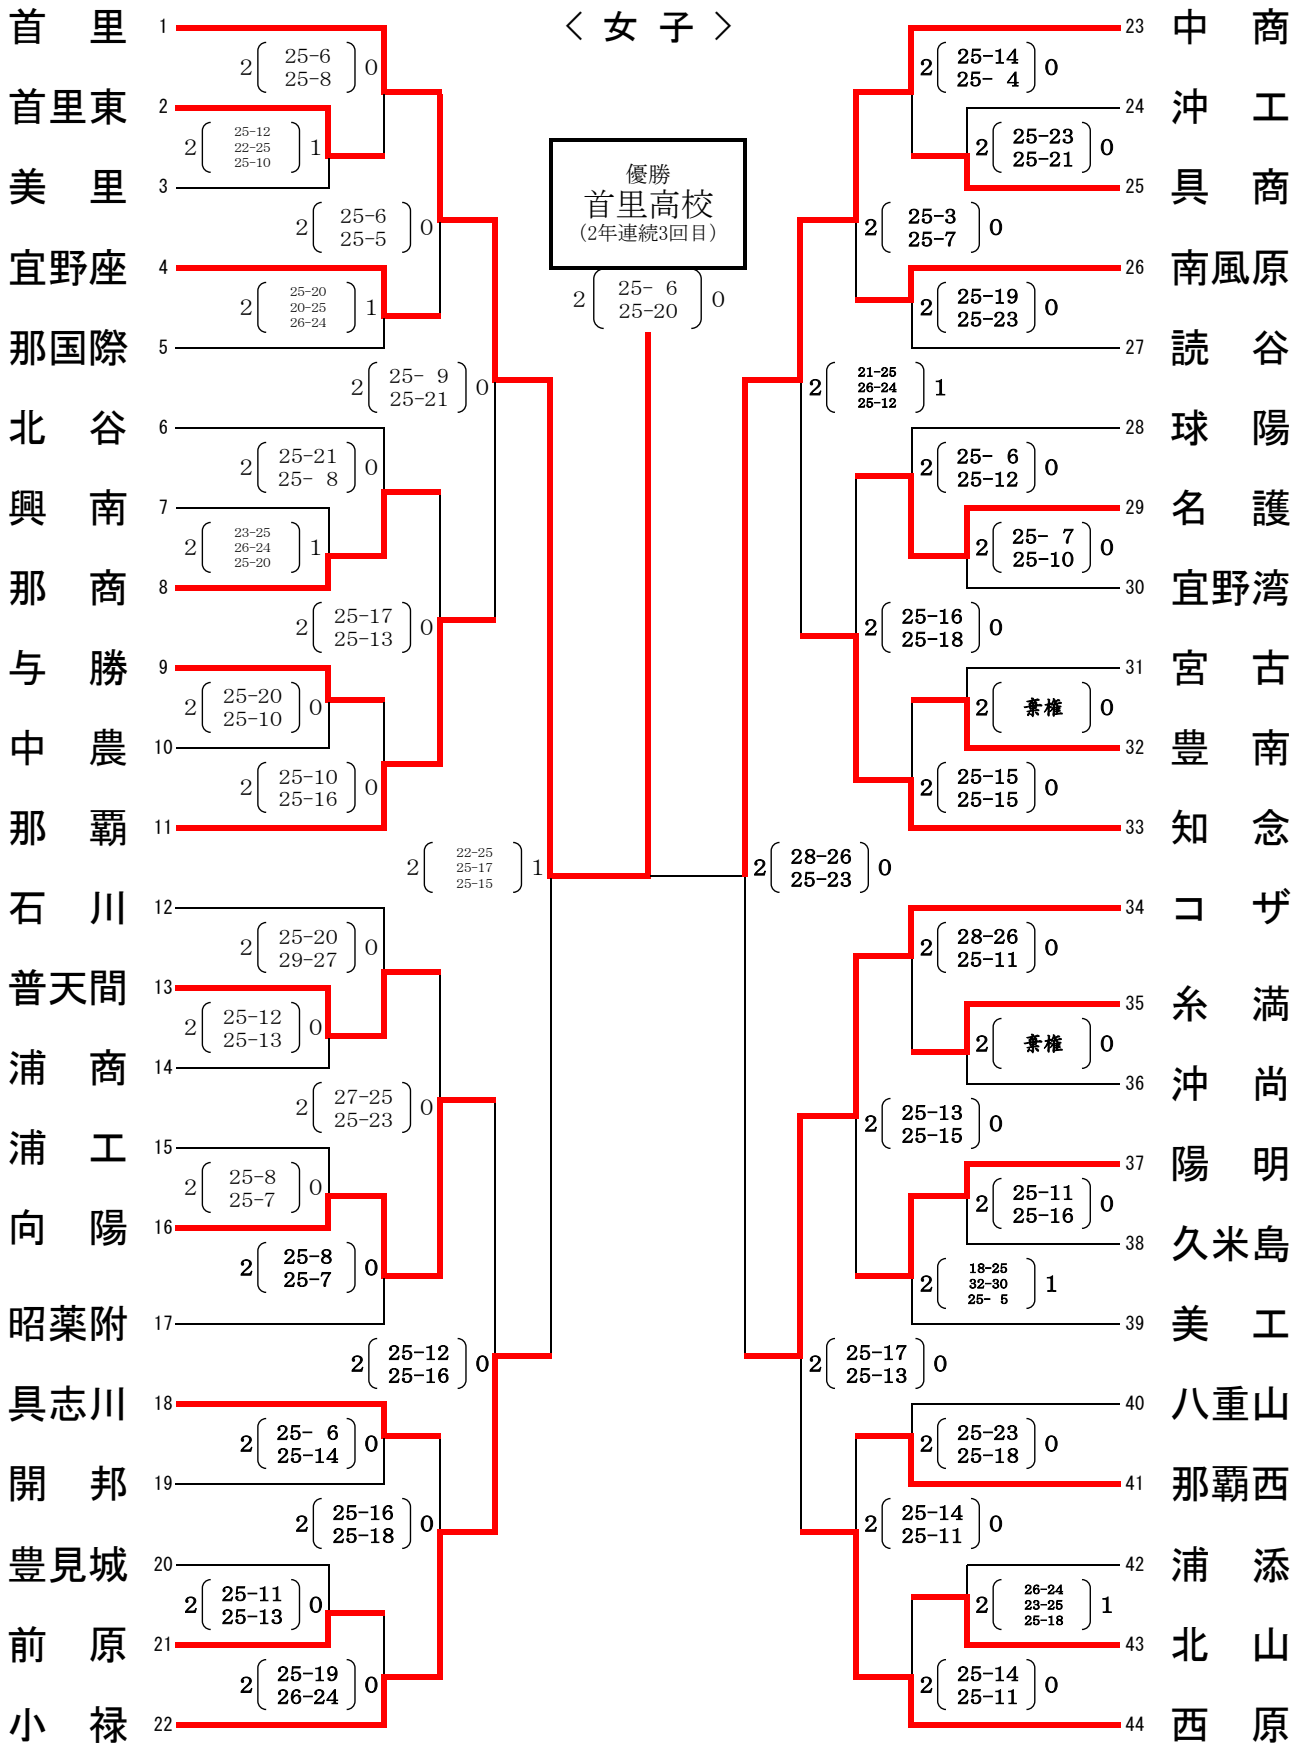 ＜ 女 子 ＞
優勝
首里高校
(2年連続3回目)
2 25- 6 0
25-20
首 里 1
2 25-6 0
25-8
首里東 2
2 25-12 1
22-25
25-10
美 里 3
2 25-6 0
25-5
宜野座 4
2 25-20 1
20-25
26-24
那国際 5
2 25- 9 0
25-21
北 谷 6
2 25-21 0
25- 8
興 南 7
2 23-25 1
26-24
25-20
那 商 8
2 25-17 0
25-13
与 勝 9
2 25-20 0
25-10
中 農 10
2 25-10 0
25-16
那 覇 11
2 22-25 1
25-17
25-15
石 川 12
2 25-20 0
29-27
普天間 13
2 25-12 0
25-13
浦 商 14
2 27-25 0
25-23
浦 工 15
2 25-8 0
25-7
向 陽 16
2 25-8 0
25-7
昭薬附 17
2 25-12 0
25-16
具志川 18
2 25- 6 0
25-14
開 邦 19
2 25-16 0
25-18
豊見城 20
2 25-11 0
25-13
前 原 21
2 25-19 0
26-24
小 禄 22
23 中 商
2 25-14 0
25- 4
24 沖 工
2 25-23 0
25-21
25 具 商
2 25-3 0
25-7
26 南風原
2 25-19 0
25-23
27 読 谷
2 21-25 1
26-24
25-12
28 球 陽
2 25- 6 0
25-12
29 名 護
2 25- 7 0
25-10
30 宜野湾
2 25-16 0
25-18
31 宮 古
2 棄権 0
32 豊 南
2 25-15 0
25-15
33 知 念
2 28-26 0
25-23
34 コ ザ
2 28-26 0
25-11
35 糸 満
2 棄権 0
36 沖 尚
2 25-13 0
25-15
37 陽 明
2 25-11 0
25-16
38 久米島
2 18-25 1
32-30
25- 5
39 美 工
2 25-17 0
25-13
40 八重山
2 25-23 0
25-18
41 那覇西
2 25-14 0
25-11
42 浦 添
2 26-24 1
23-25
25-18
43 北 山
2 25-14 0
25-11
44 西 原